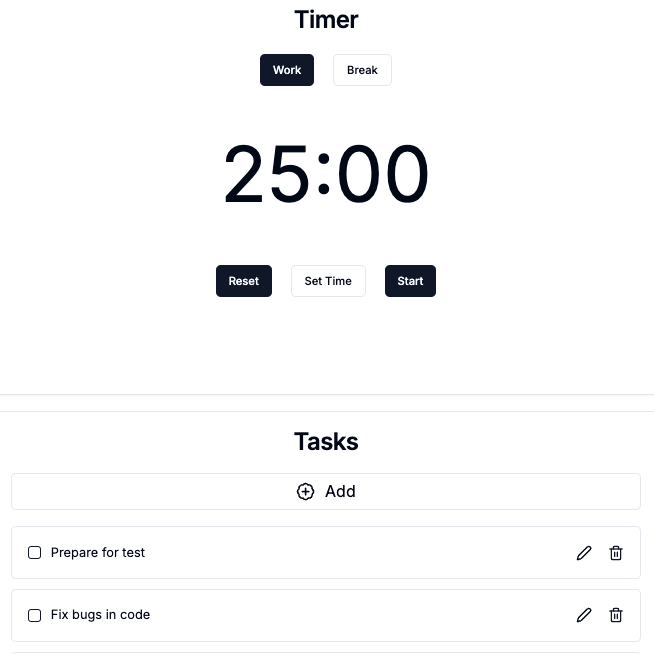 Timer
Work Break
25:00
Reset Set Time Start
Tasks
Add
Prepare for test
Fix bugs in code